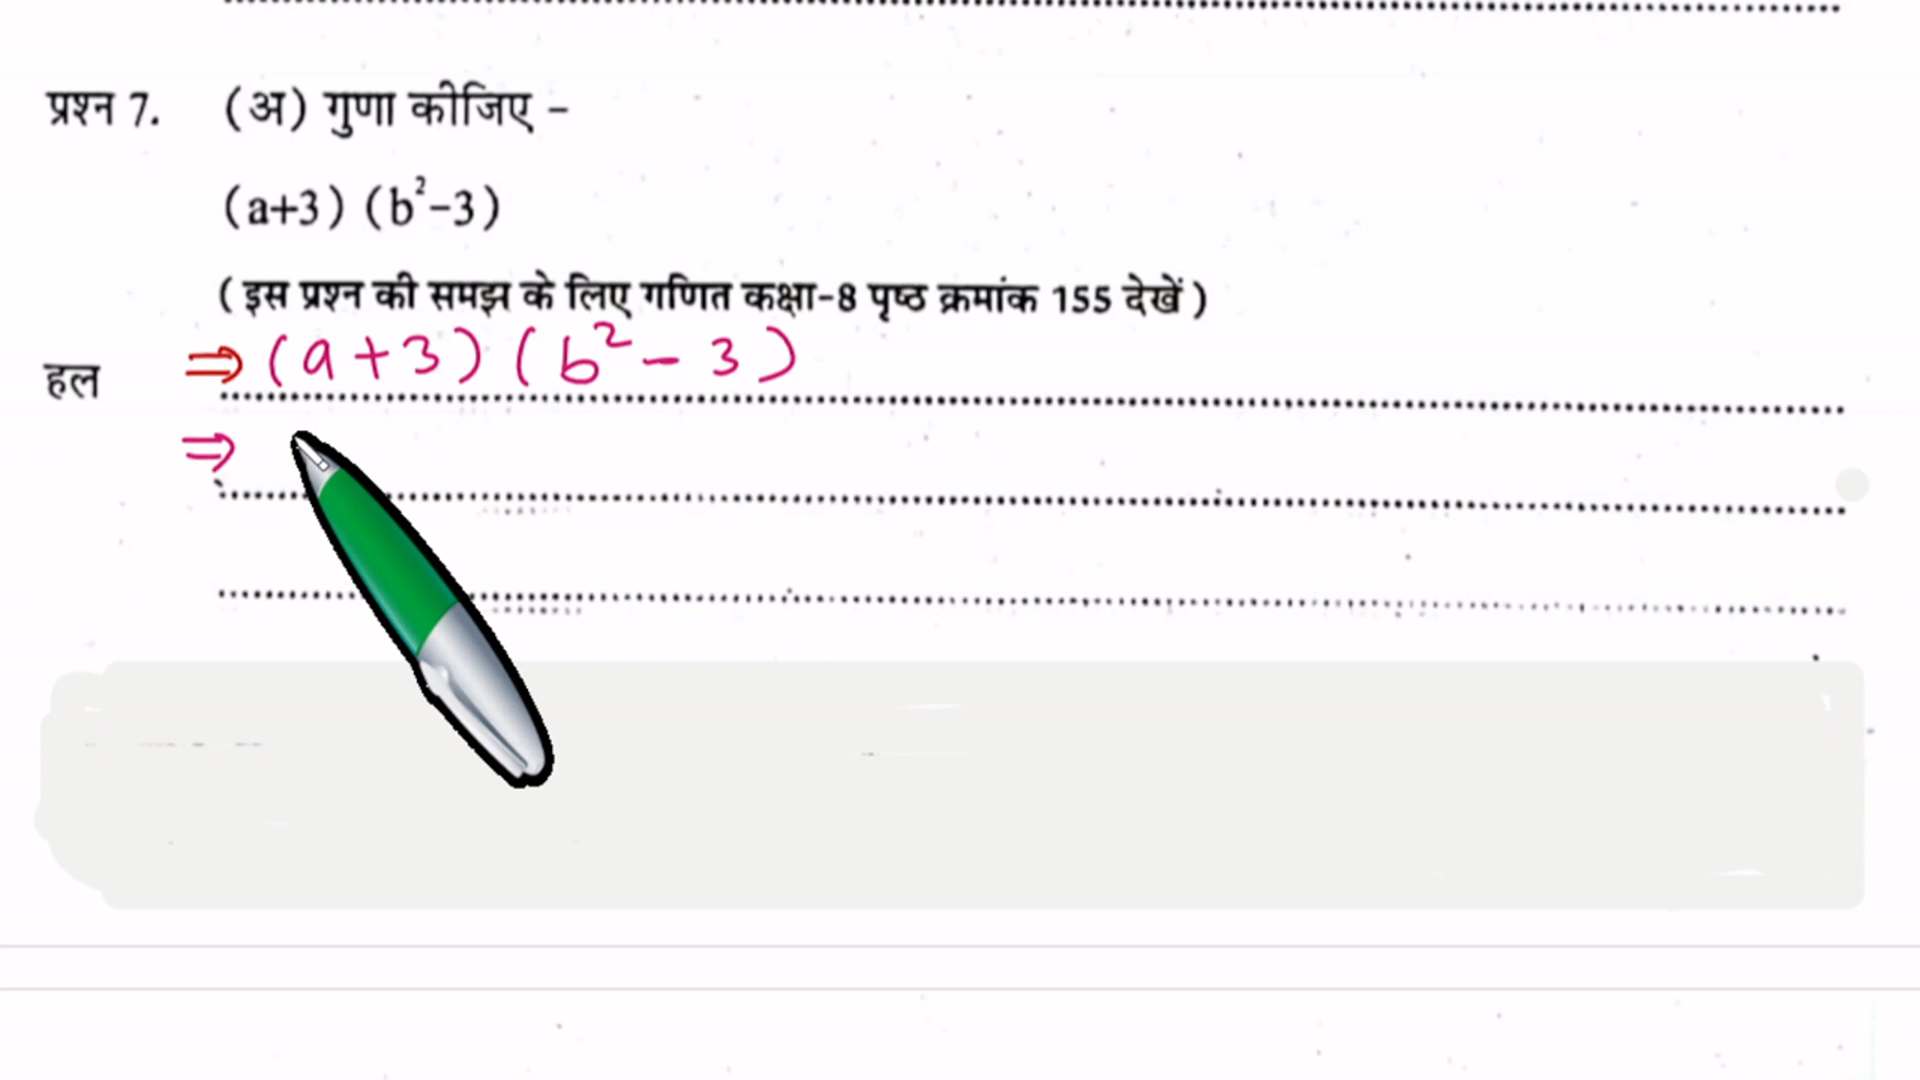 प्रश्न 7. (अ) गुणा कीजिए -
(a+3) (b²-3)
( इस प्रश्न की समझ के लिए गणित कक्षा-8 पृष्ठ क्रमांक 155 देखें )
हल ⇒ (a+3) (b² - 3)
⇒